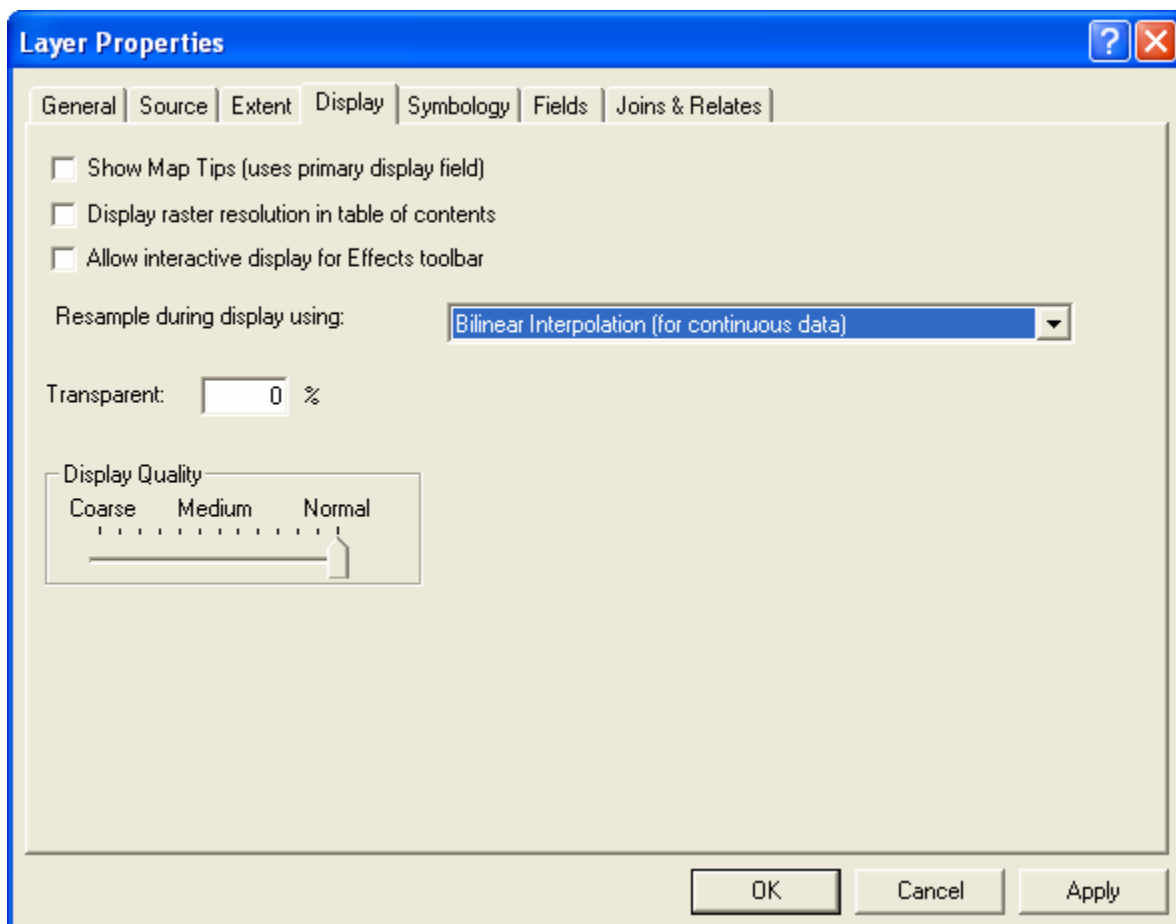 Layer Properties
General Source Extent Display Symbology Fields Joins & Relates
Show Map Tips (uses primary display field)
Display raster resolution in table of contents
Allow interactive display for Effects toolbar
Resample during display using: Bilinear Interpolation (for continuous data)
Transparent: 0 %
Display Quality
Coarse Medium Normal
OK Cancel Apply